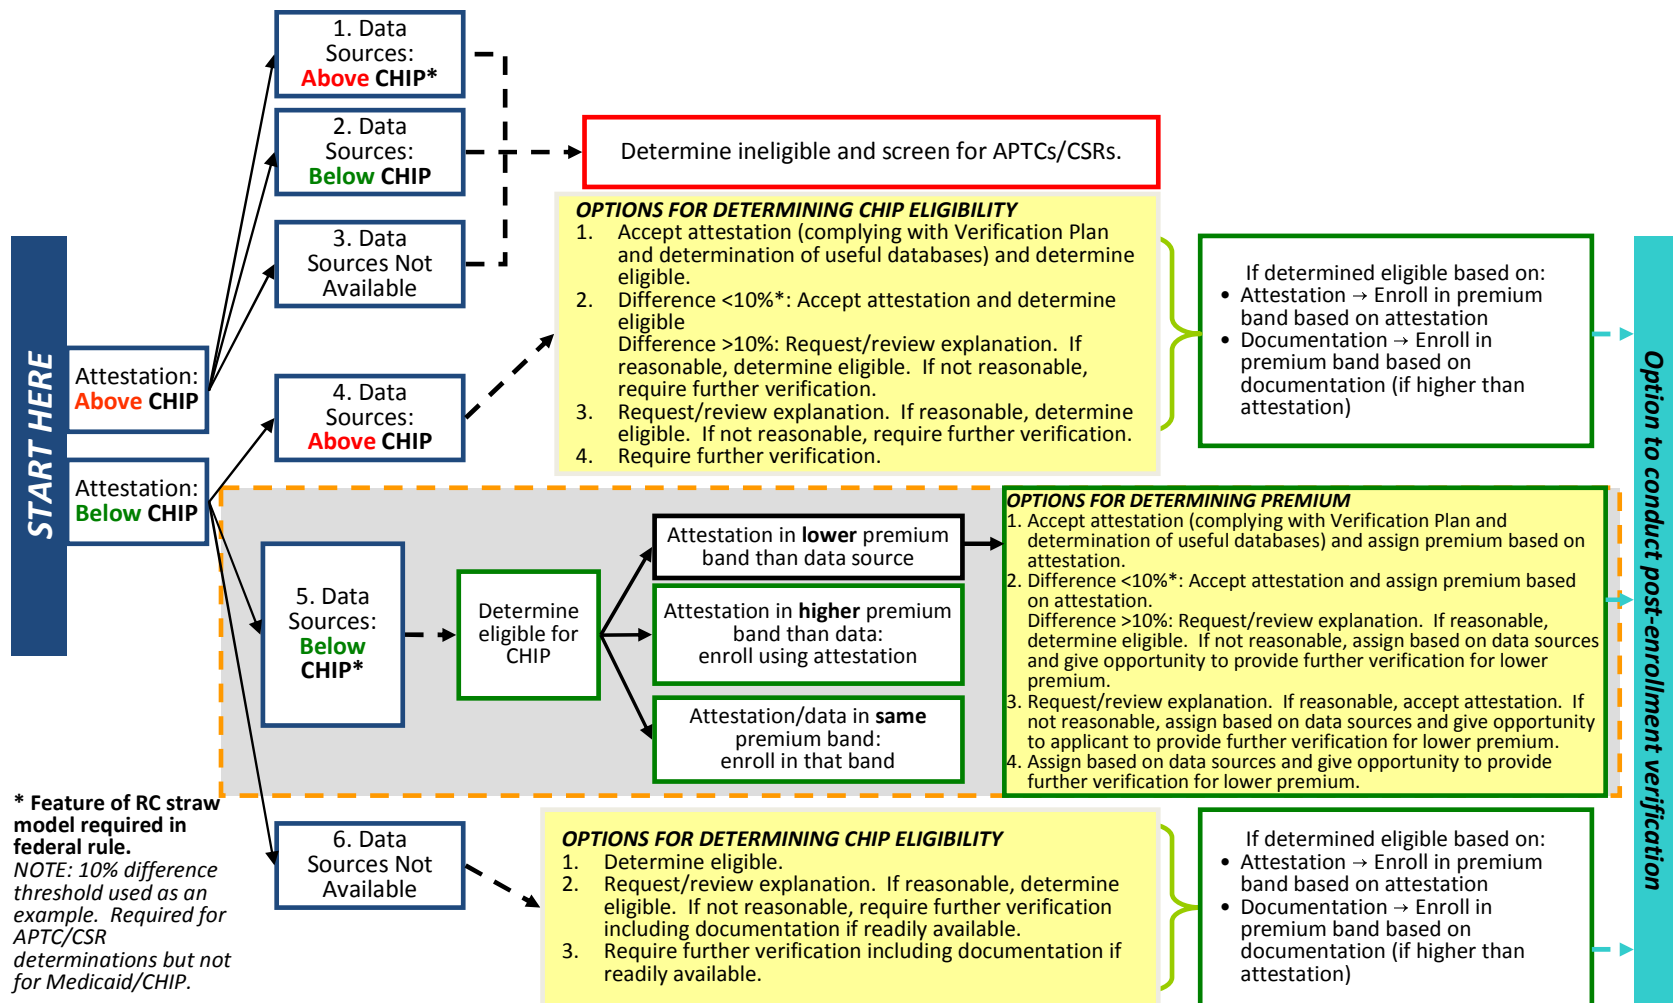 START HERE
Attestation:
Above CHIP
Attestation:
Below CHIP
1. Data
Sources:
Above CHIP*
2. Data
Sources:
Below CHIP
3. Data
Sources Not
Available
Determine ineligible and screen for APTCs/CSRs.
4. Data
Sources:
Above CHIP
OPTIONS FOR DETERMINING CHIP ELIGIBILITY
1. Accept attestation (complying with Verification Plan
and determination of useful databases) and determine
eligible.
2. Difference <10%*: Accept attestation and determine
eligible
Difference >10%: Request/review explanation. If
reasonable, determine eligible. If not reasonable,
require further verification.
3. Request/review explanation. If reasonable, determine
eligible. If not reasonable, require further verification.
4. Require further verification.
If determined eligible based on:
• Attestation → Enroll in premium
band based on attestation
• Documentation → Enroll in
premium band based on
documentation (if higher than
attestation)
5. Data
Sources:
Below
CHIP*
Determine
eligible for
CHIP
Attestation in lower premium
band than data source
Attestation in higher premium
band than data:
enroll using attestation
Attestation/data in same
premium band:
enroll in that band
OPTIONS FOR DETERMINING PREMIUM
1. Accept attestation (complying with Verification Plan and
determination of useful databases) and assign premium based on
attestation.
2. Difference <10%*: Accept attestation and assign premium based
on attestation.
Difference >10%: Request/review explanation. If reasonable,
determine eligible. If not reasonable, assign based on data sources
and give opportunity to provide further verification for lower
premium.
3. Request/review explanation. If reasonable, accept attestation. If
not reasonable, assign based on data sources and give opportunity
to applicant to provide further verification for lower premium.
4. Assign based on data sources and give opportunity to provide
further verification for lower premium.
6. Data
Sources Not
Available
OPTIONS FOR DETERMINING CHIP ELIGIBILITY
1. Determine eligible.
2. Request/review explanation. If reasonable, determine
eligible. If not reasonable, require further verification
including documentation if readily available.
3. Require further verification including documentation if
readily available.
If determined eligible based on:
• Attestation → Enroll in premium
band based on attestation
• Documentation → Enroll in
premium band based on
documentation (if higher than
attestation)
Option to conduct post-enrollment verification
* Feature of RC straw
model required in
federal rule.
NOTE: 10% difference
threshold used as an
example. Required for
APTC/CSR
determinations but not
for Medicaid/CHIP.